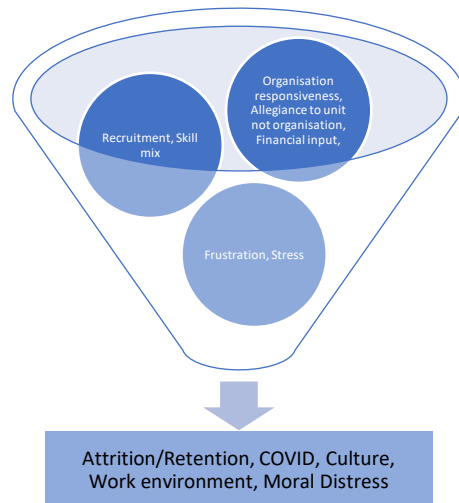 Organisation
responsiveness,
Allegiance to unit
not organisation,
Financial input,
Recruitment, Skill
mix
Frustration, Stress
Attrition/Retention, COVID, Culture,
Work environment, Moral Distress